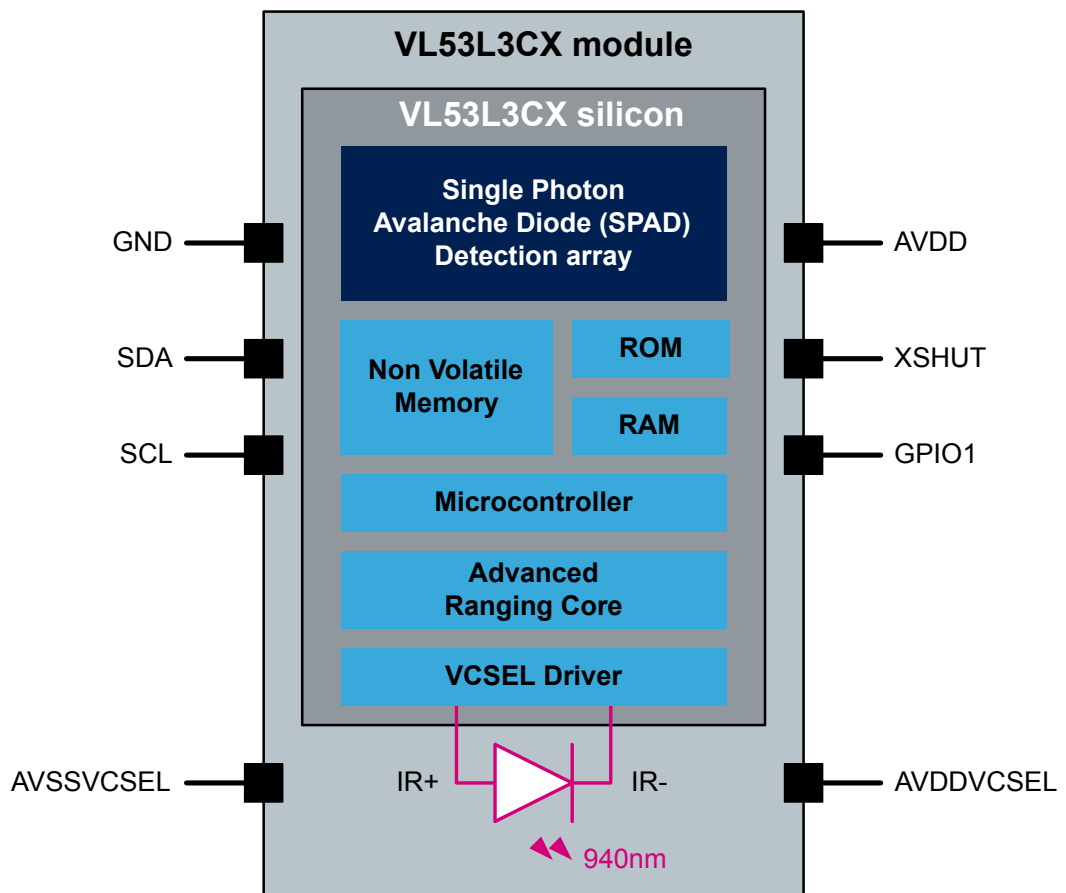 VL53L3CX module
VL53L3CX silicon
Single Photon
Avalanche Diode (SPAD)
Detection array
GND
AVDD
SDA
XSHUT
Non Volatile
Memory
ROM
RAM
SCL
GPIO1
Microcontroller
Advanced
Ranging Core
VCSEL Driver
AVSSVCSEL
IR+
IR-
AVDDVCSEL
940nm